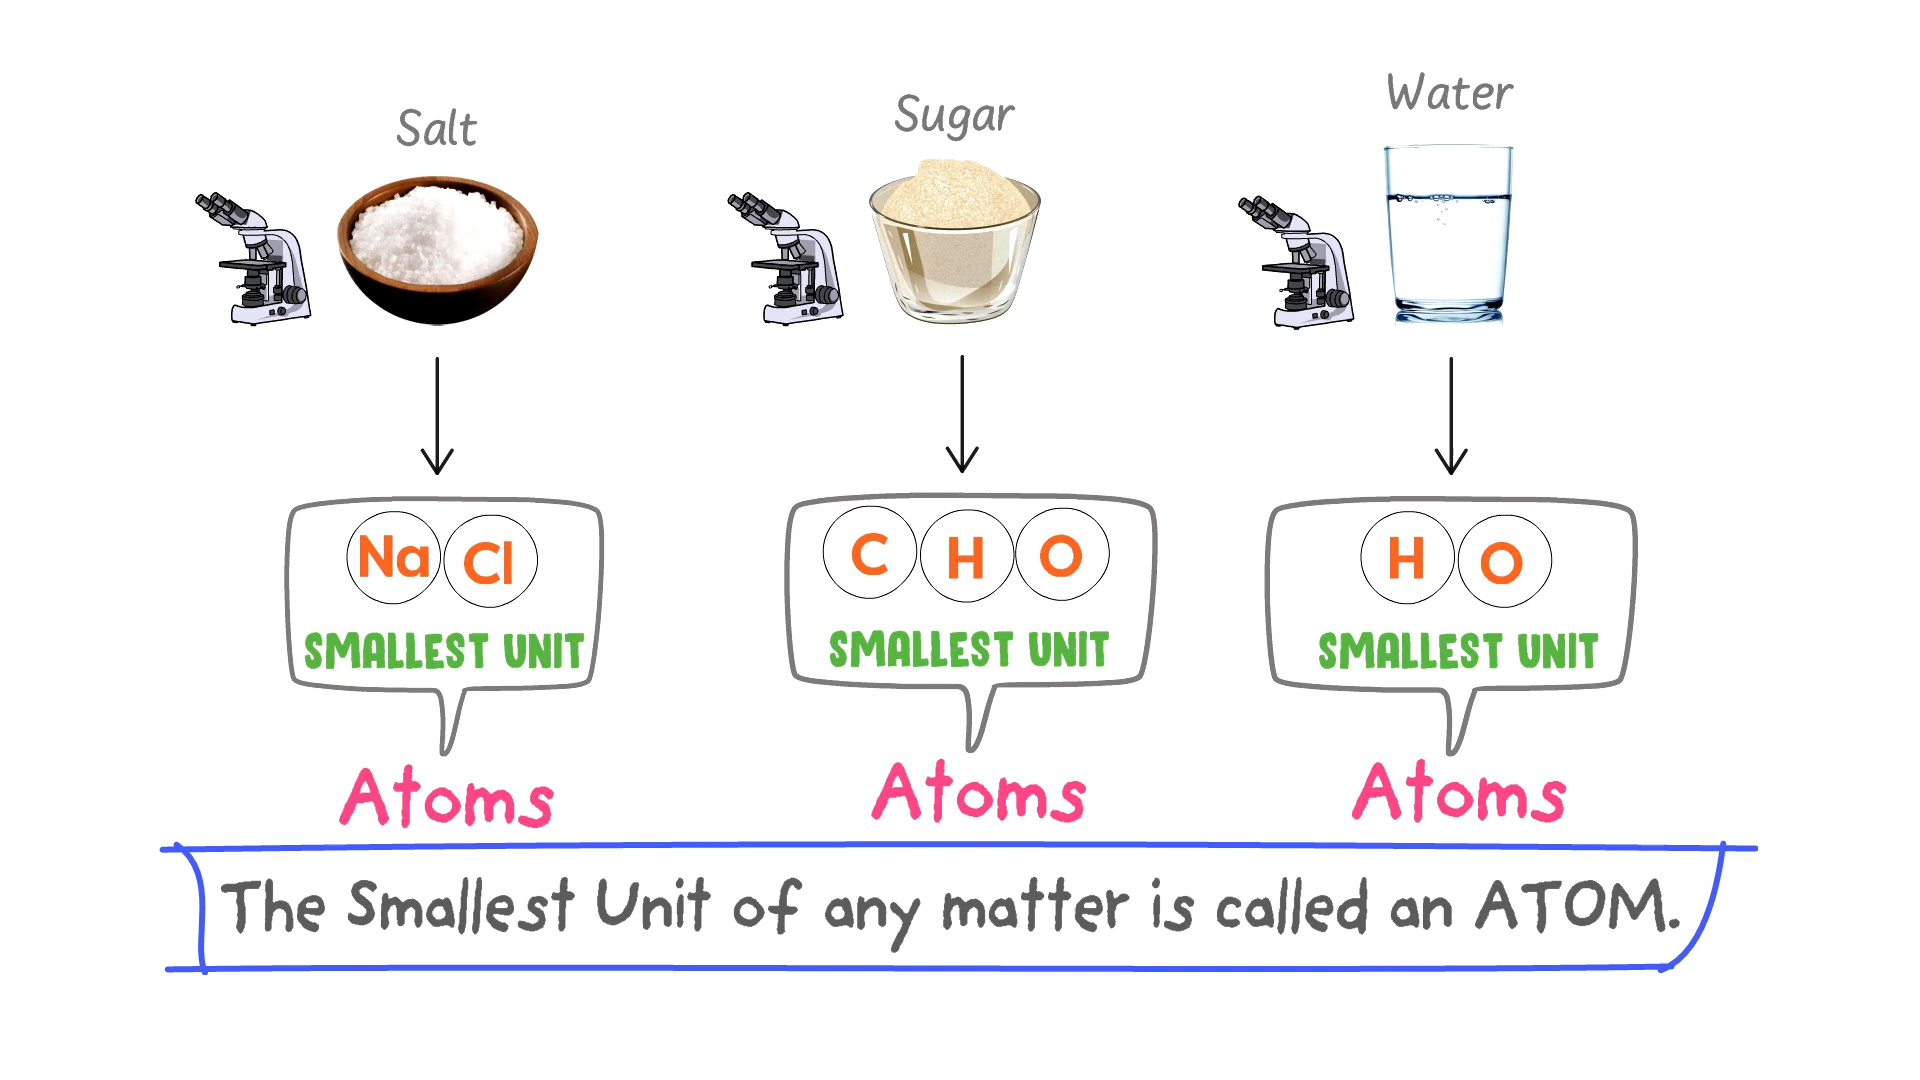 Salt
Sugar
Water
Na Cl
SMALLEST UNIT
C H O
SMALLEST UNIT
H O
SMALLEST UNIT
Atoms
Atoms
Atoms
The Smallest Unit of any matter is called an ATOM.